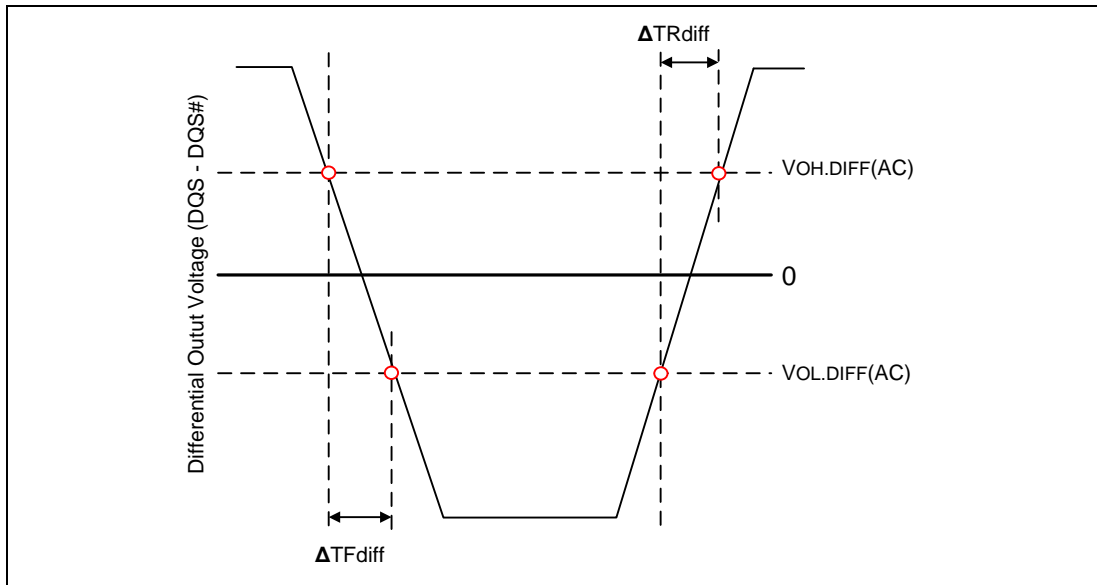 ΔTRdiff
Differential Outut Voltage (DQS - DQS#)
VOH.DIFF(AC)
0
VOL.DIFF(AC)
ΔTFdiff